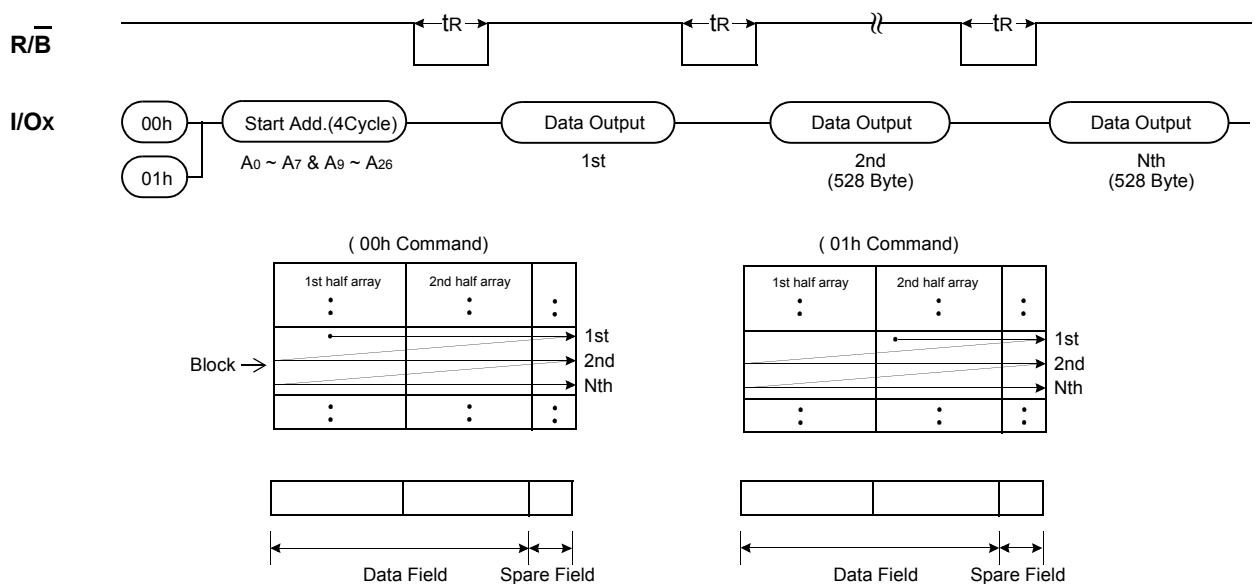 tR tR tR
R/B̅
I/Ox 00h Start Add.(4Cycle) Data Output Data Output Data Output
A0 ~ A7 & A9 ~ A26 1st 2nd Nth
01h (528 Byte) (528 Byte)
( 00h Command) ( 01h Command)
1st half array 2nd half array 1st half array 2nd half array
1st 1st
Block 2nd 2nd
Nth Nth
Data Field Spare Field Data Field Spare Field